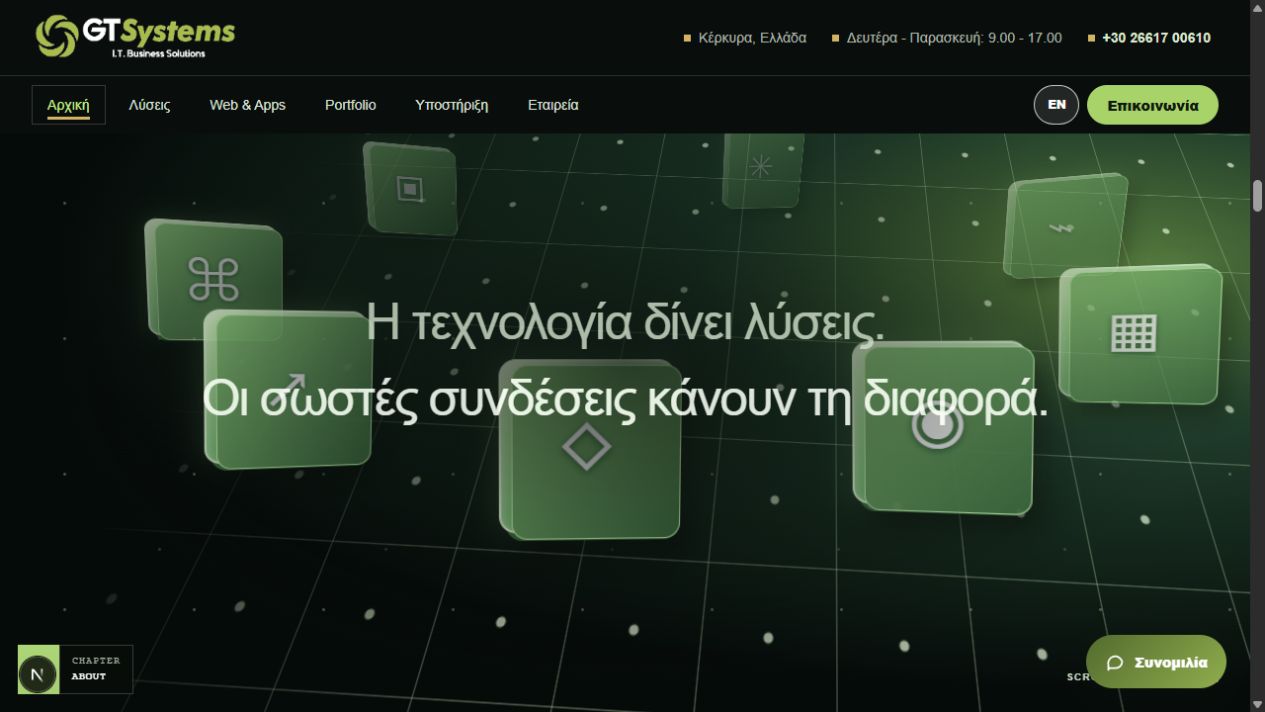 GTSystems
I.T. Business Solutions
Κέρκυρα, Ελλάδα
Δευτέρα - Παρασκευή: 9.00 - 17.00
+30 26617 00610
Αρχική
Λύσεις
Web & Apps
Portfolio
Υποστήριξη
Εταιρεία
EN
Επικοινωνία
Η τεχνολογία δίνει λύσεις.
Οι σωστές συνδέσεις κάνουν τη διαφορά.
N
CHAPTER
ABOUT
Συνομιλία